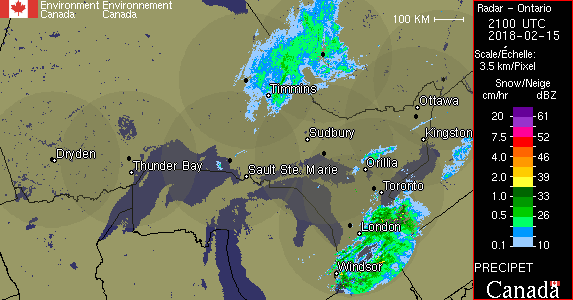 Environment Environnement
Canada Canada
100 KM
Radar - Ontario
2100 UTC
2018-02-15
Scale/Échelle:
3.5 km/Pixel
Snow/Neige
cm/hr dBZ
20 61
7.5 52
4.0 46
2.0 39
1.0 33
0.5 26
0.1 10
PRECIPET
Canada
Timmins
Ottawa
Sudbury
Kingston
Dryden
Thunder Bay
Sault Ste. Marie
Orillia
Toronto
London
Windsor